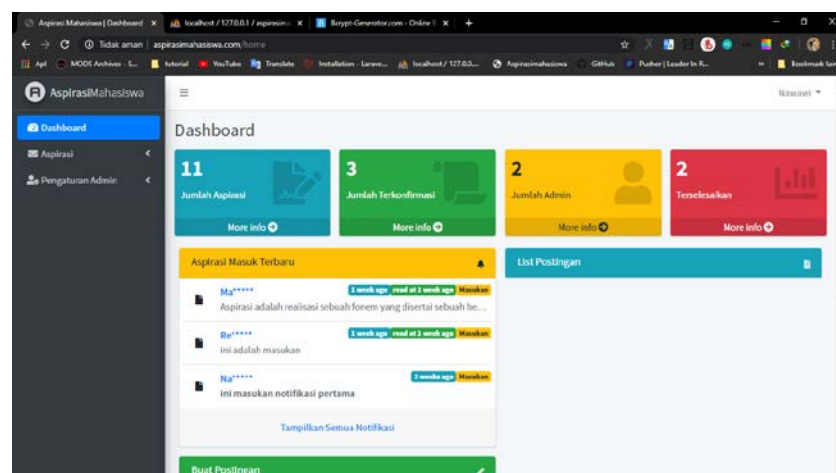 Aspirasi Mahasiswa | Dashboard
localhost / 127.0.0.1 / aspirasim
Bcrypt-Generator.com - Online
Tidak aman
aspirasimahasiswa.com/home
Apl
MODS Archives - S...
tutorial
YouTube
Translate
Installation - Larave...
localhost / 127.0.0...
Aspirasimahasiswa
GitHub
Pusher | Leader In R...
Bookmark lain
AspirasiMahasiswa
Nawawi
Dashboard
Aspirasi
Pengaturan Admin
Dashboard
11
Jumlah Aspirasi
More info
3
Jumlah Terkonfirmasi
More info
2
Jumlah Admin
More info
2
Terselesaikan
More info
Aspirasi Masuk Terbaru
Ma*****
1 week ago
read at 1 week ago
Masukan
Aspirasi adalah realisasi sebuah fonem yang disertai sebuah he...
Re*****
1 week ago
read at 1 week ago
Masukan
ini adalah masukan
Na*****
2 weeks ago
Masukan
ini masukan notifikasi pertama
Tampilkan Semua Notifikasi
List Postingan
Buat Postingan